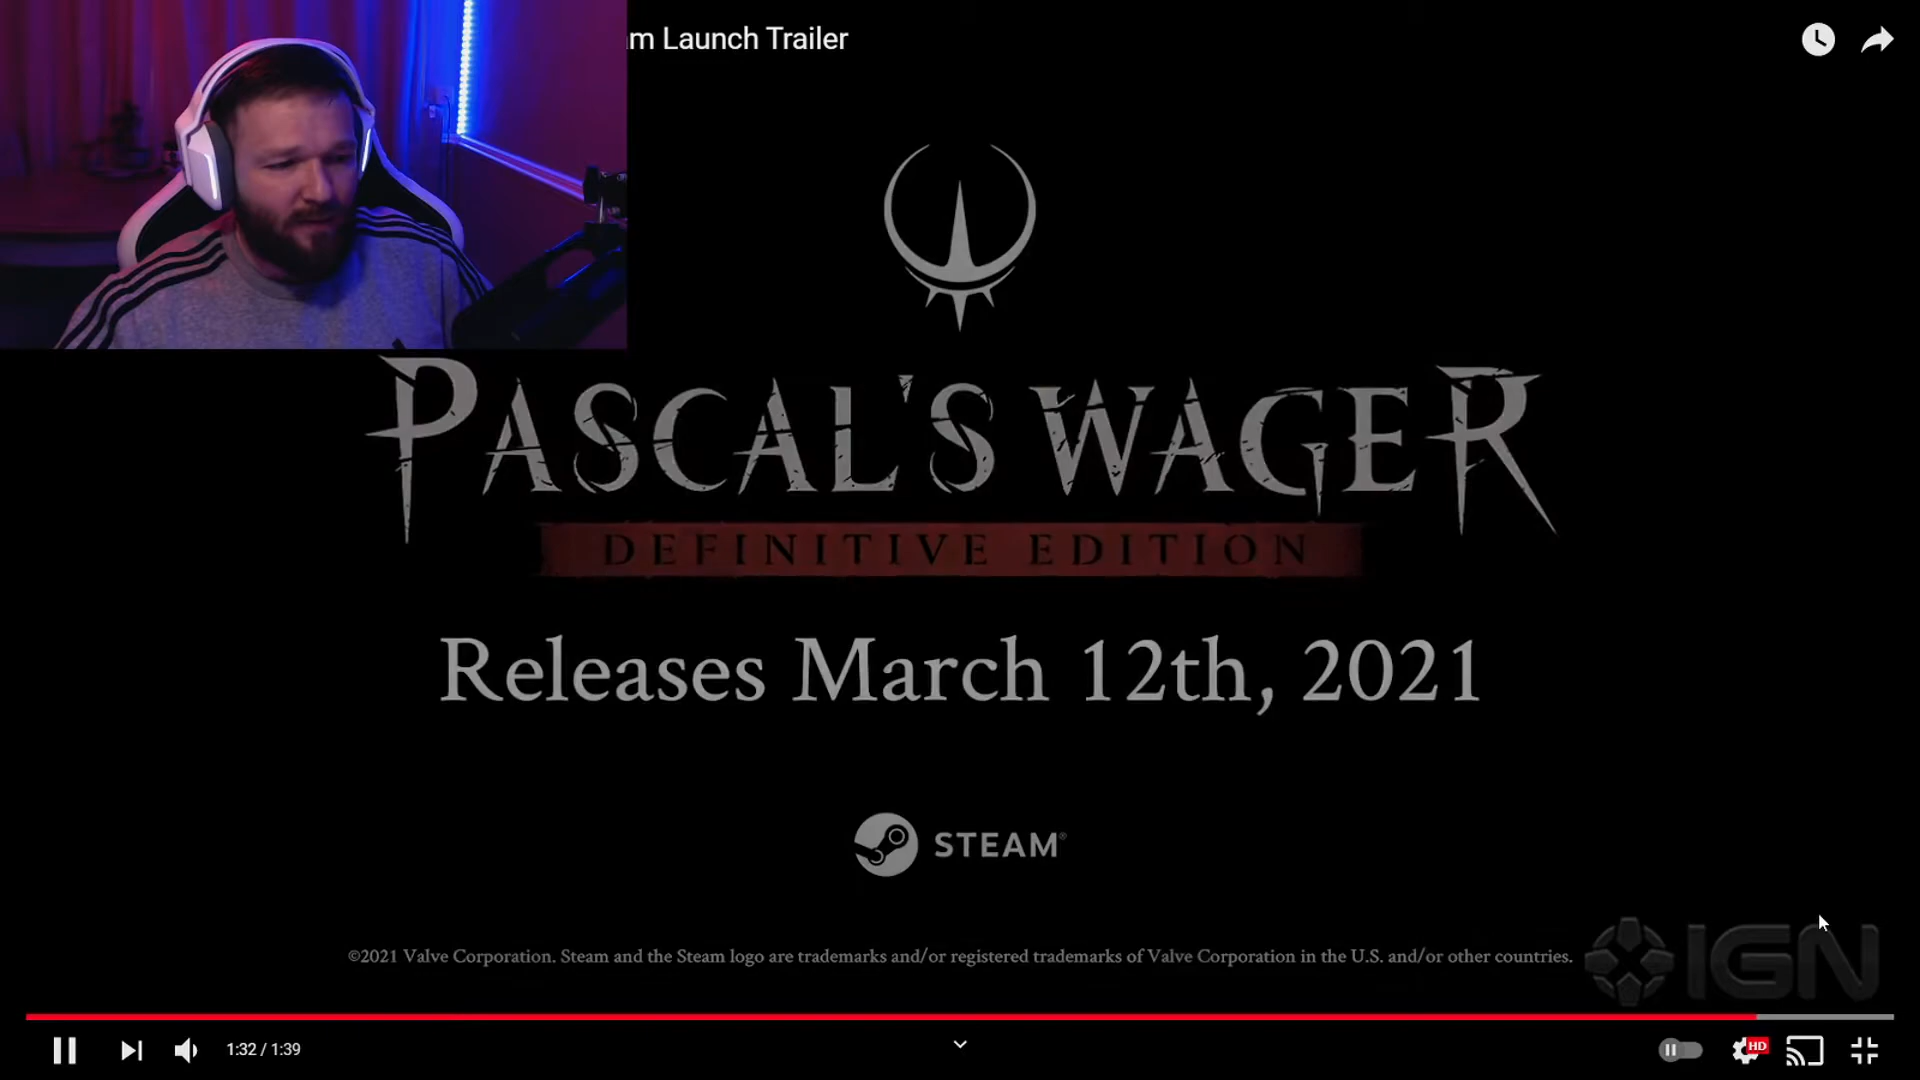 m Launch Trailer
PASCAL'S WAGER
DEFINITIVE EDITION
Releases March 12th, 2021
STEAM®
©2021 Valve Corporation. Steam and the Steam logo are trademarks and/or registered trademarks of Valve Corporation in the U.S. and/or other countries.
IGN
1:32 / 1:39
HD